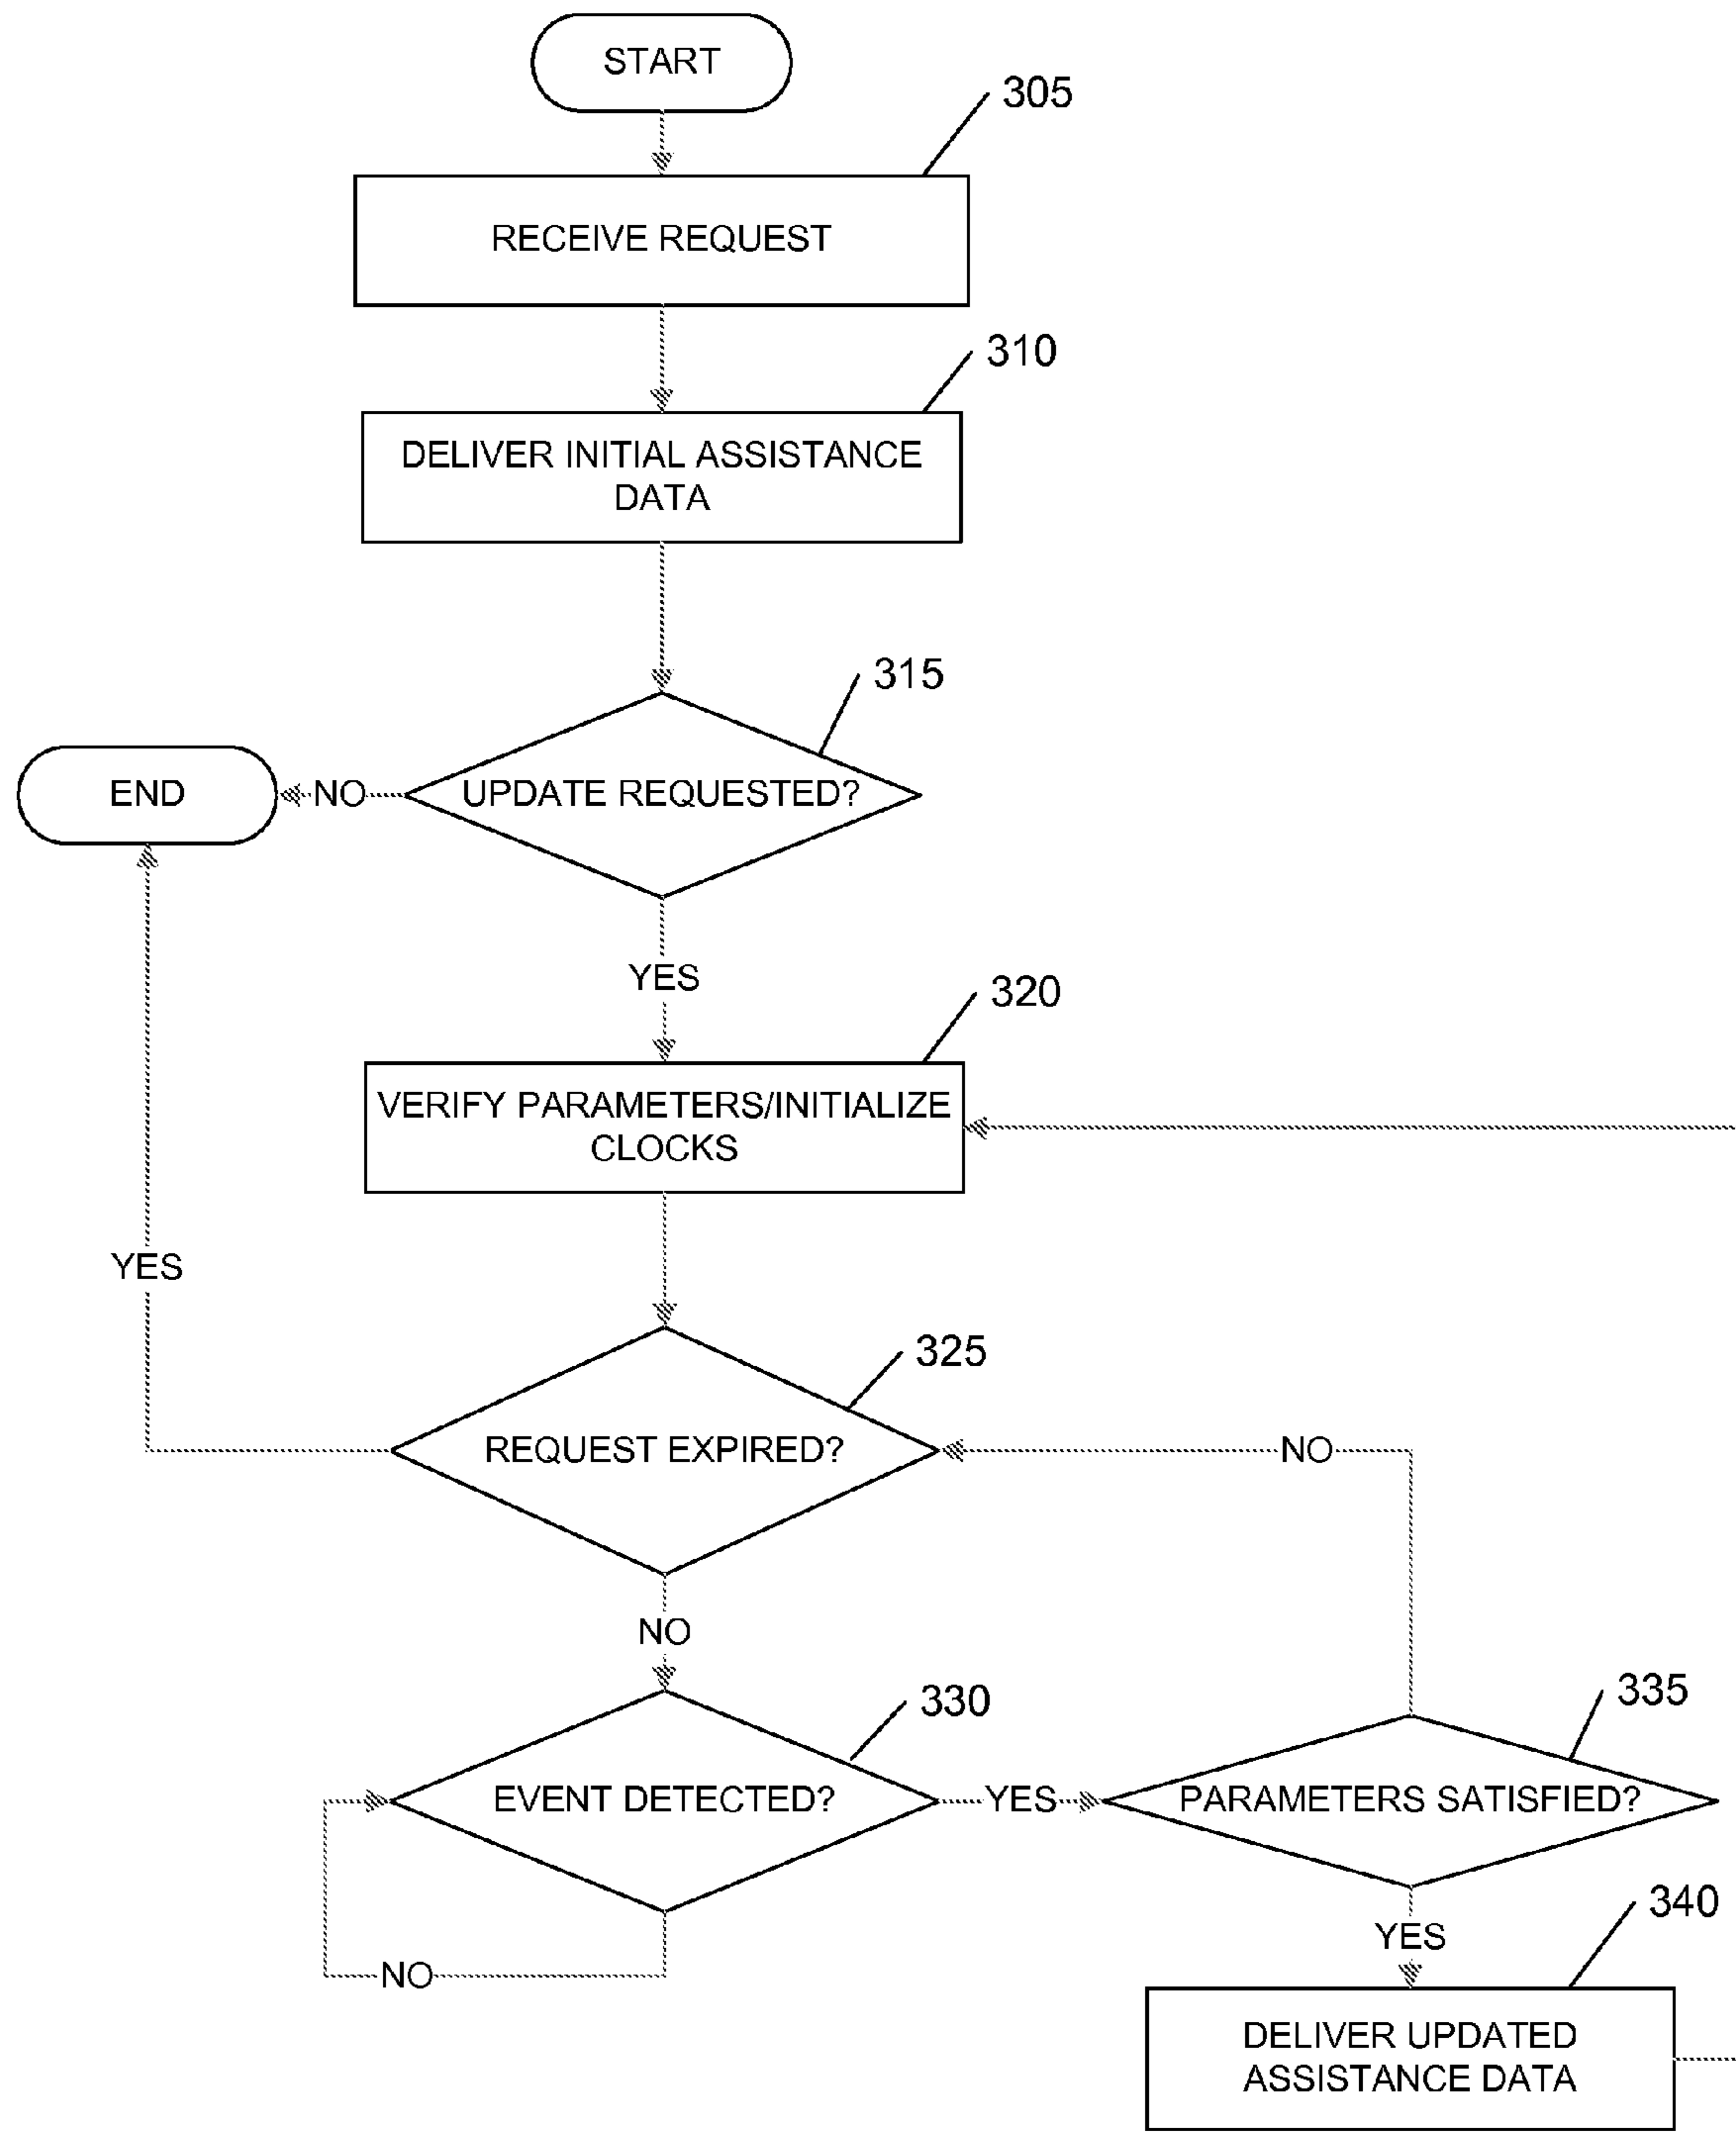 START
305
RECEIVE REQUEST
310
DELIVER INITIAL ASSISTANCE
DATA
315
END
NO
UPDATE REQUESTED?
YES
320
VERIFY PARAMETERS/INITIALIZE
CLOCKS
YES
325
REQUEST EXPIRED?
NO
NO
330
335
EVENT DETECTED?
YES
PARAMETERS SATISFIED?
340
YES
NO
DELIVER UPDATED
ASSISTANCE DATA